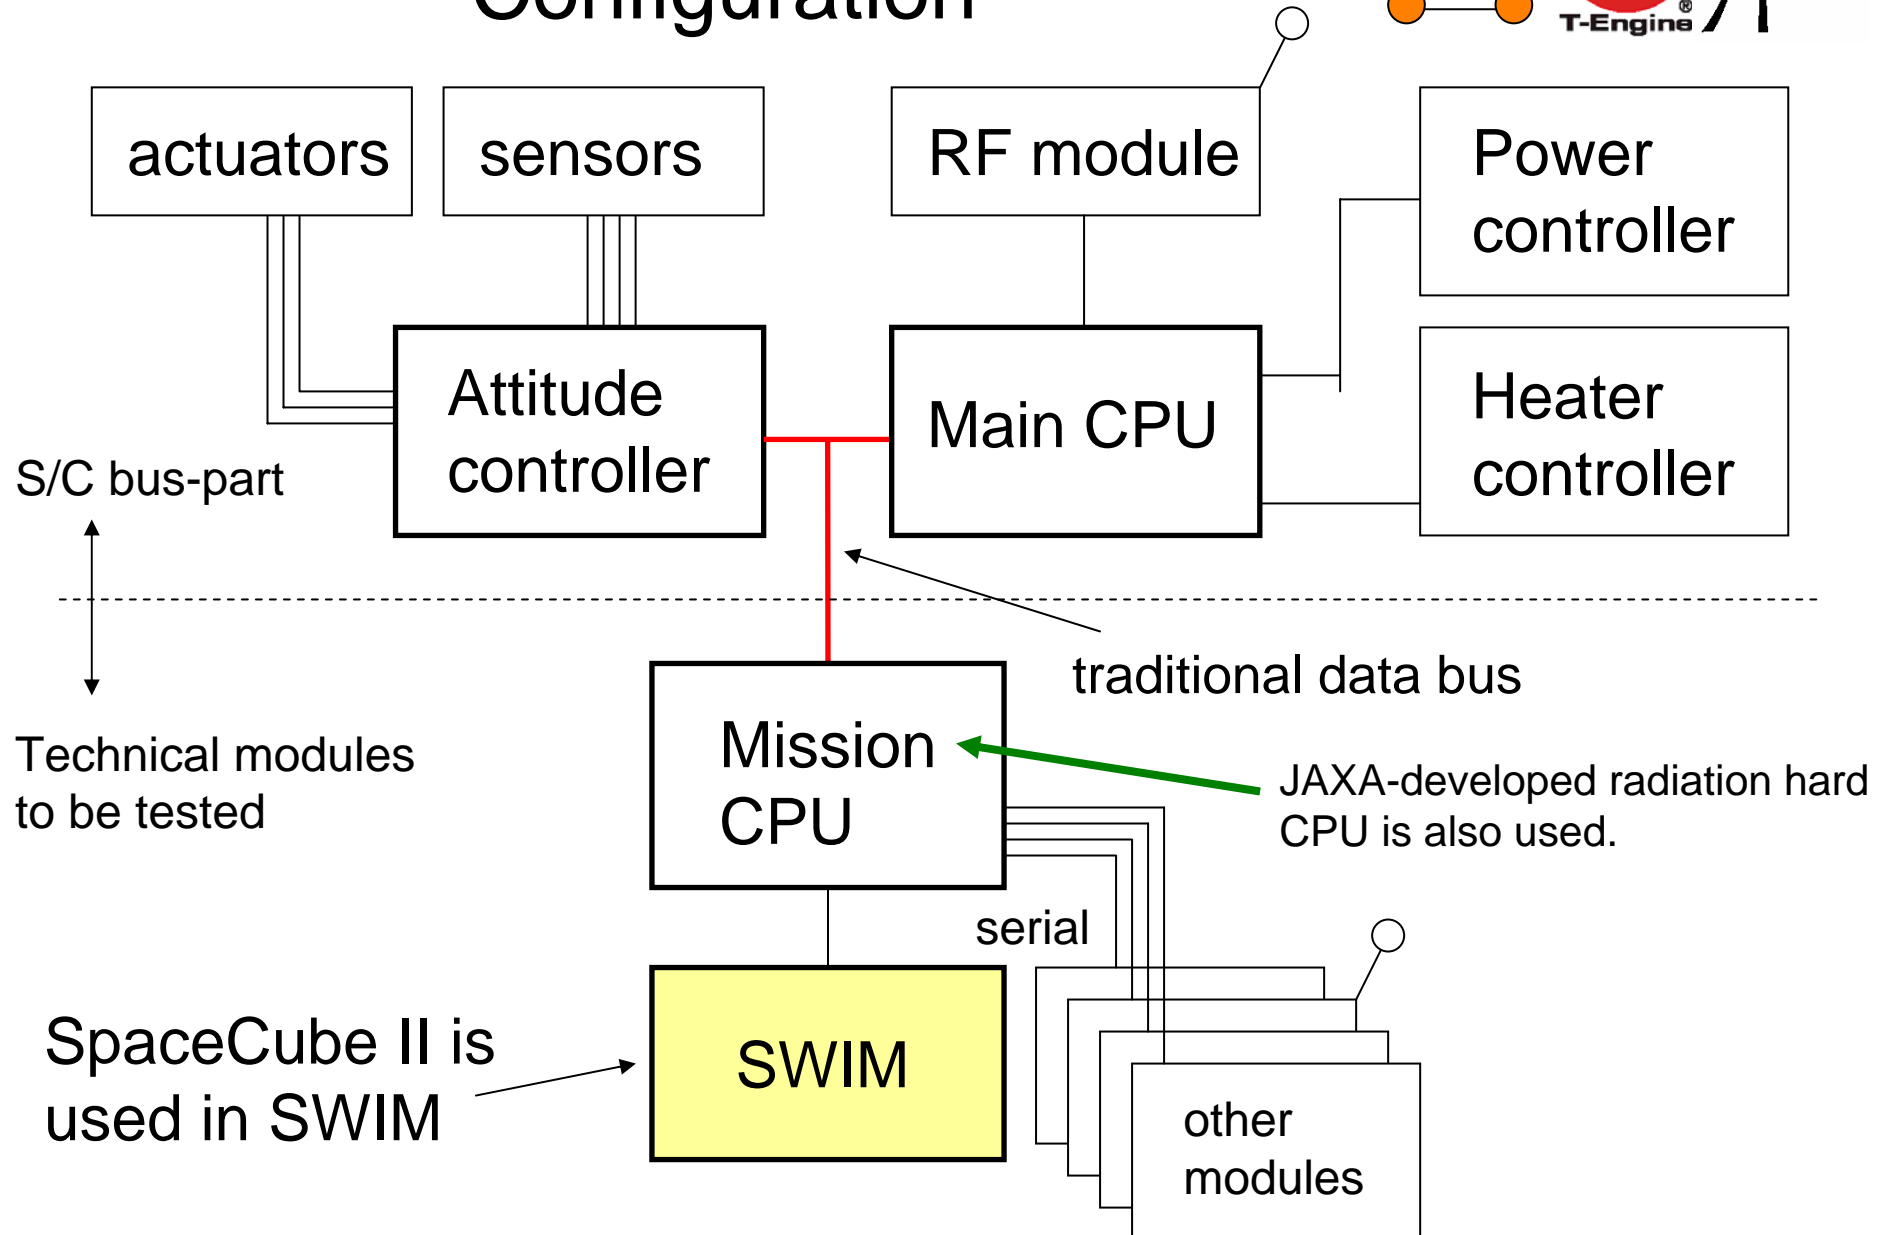 Configuration
T-Engine
®
actuators
sensors
RF module
Power
controller
Attitude
controller
Main CPU
Heater
controller
S/C bus-part
traditional data bus
Technical modules
to be tested
Mission
CPU
JAXA-developed radiation hard
CPU is also used.
serial
SpaceCube II is
used in SWIM
SWIM
other
modules